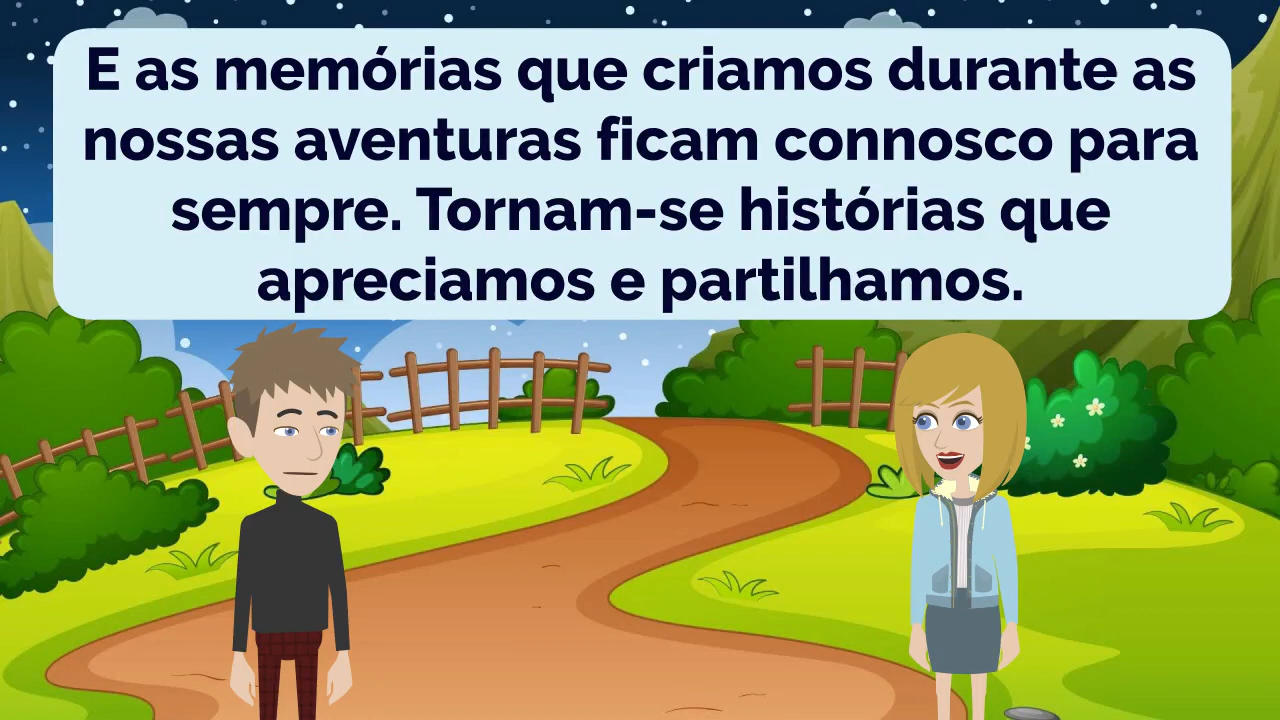 E as memórias que criamos durante as
nossas aventuras ficam connosco para
sempre. Tornam-se histórias que
apreciamos e partilhamos.